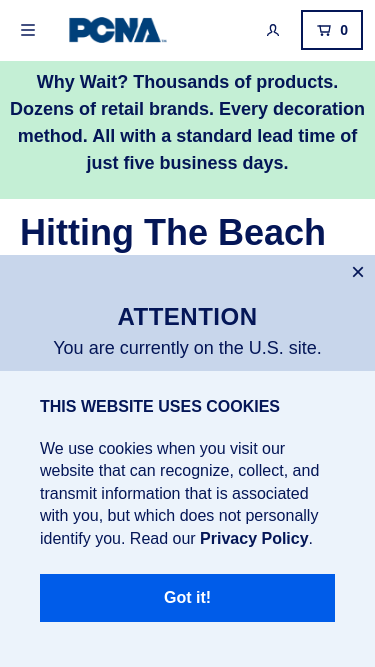 PCNA
0
Why Wait? Thousands of products.
Dozens of retail brands. Every decoration
method. All with a standard lead time of
just five business days.
Hitting The Beach
ATTENTION
You are currently on the U.S. site.
THIS WEBSITE USES COOKIES
We use cookies when you visit our
website that can recognize, collect, and
transmit information that is associated
with you, but which does not personally
identify you. Read our Privacy Policy.
Got it!